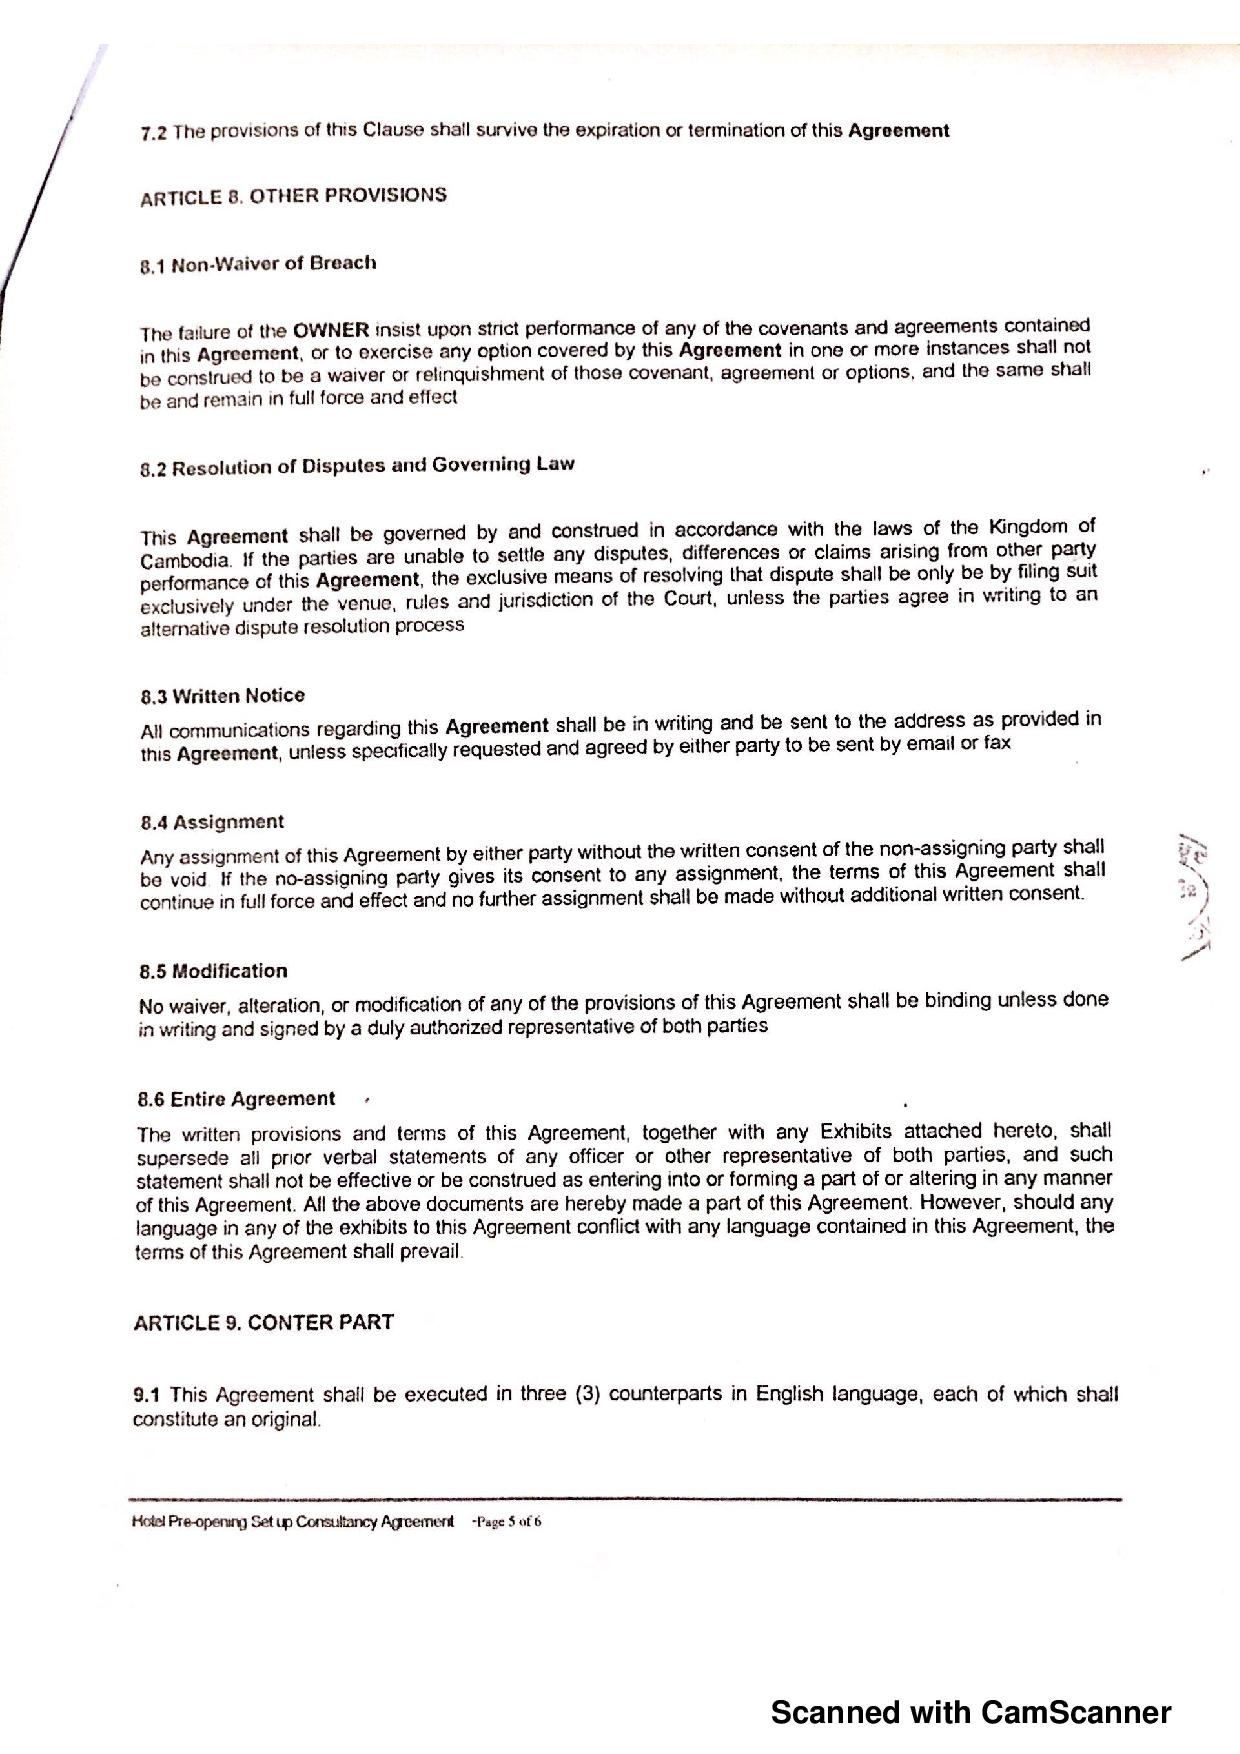 7.2 The provisions of this Clause shall survive the expiration or termination of this Agreement
ARTICLE 8. OTHER PROVISIONS
8.1 Non-Waiver of Breach
The failure of the OWNER insist upon strict performance of any of the covenants and agreements contained
in this Agreement, or to exercise any option covered by this Agreement in one or more instances shall not
be construed to be a waiver or relinquishment of those covenant, agreement or options, and the same shall
be and remain in full force and effect
8.2 Resolution of Disputes and Governing Law
This Agreement shall be governed by and construed in accordance with the laws of the Kingdom of
Cambodia. If the parties are unable to settle any disputes, differences or claims arising from other party
performance of this Agreement, the exclusive means of resolving that dispute shall be only be by filing suit
exclusively under the venue, rules and jurisdiction of the Court, unless the parties agree in writing to an
alternative dispute resolution process
8.3 Written Notice
All communications regarding this Agreement shall be in writing and be sent to the address as provided in
this Agreement, unless specifically requested and agreed by either party to be sent by email or fax
8.4 Assignment
Any assignment of this Agreement by either party without the written consent of the non-assigning party shall
be void If the no-assigning party gives its consent to any assignment, the terms of this Agreement shall
continue in full force and effect and no further assignment shall be made without additional written consent.
8.5 Modification
No waiver, alteration, or modification of any of the provisions of this Agreement shall be binding unless done
in writing and signed by a duly authorized representative of both parties
8.6 Entire Agreement
The written provisions and terms of this Agreement, together with any Exhibits attached hereto, shall
supersede all prior verbal statements of any officer or other representative of both parties, and such
statement shall not be effective or be construed as entering into or forming a part of or altering in any manner
of this Agreement. All the above documents are hereby made a part of this Agreement. However, should any
language in any of the exhibits to this Agreement conflict with any language contained in this Agreement, the
terms of this Agreement shall prevail.
ARTICLE 9. CONTER PART
9.1 This Agreement shall be executed in three (3) counterparts in English language, each of which shall
constitute an original.
Hotel Pre-opening Set up Consultancy Agreement -Page 5 of 6
Scanned with CamScanner